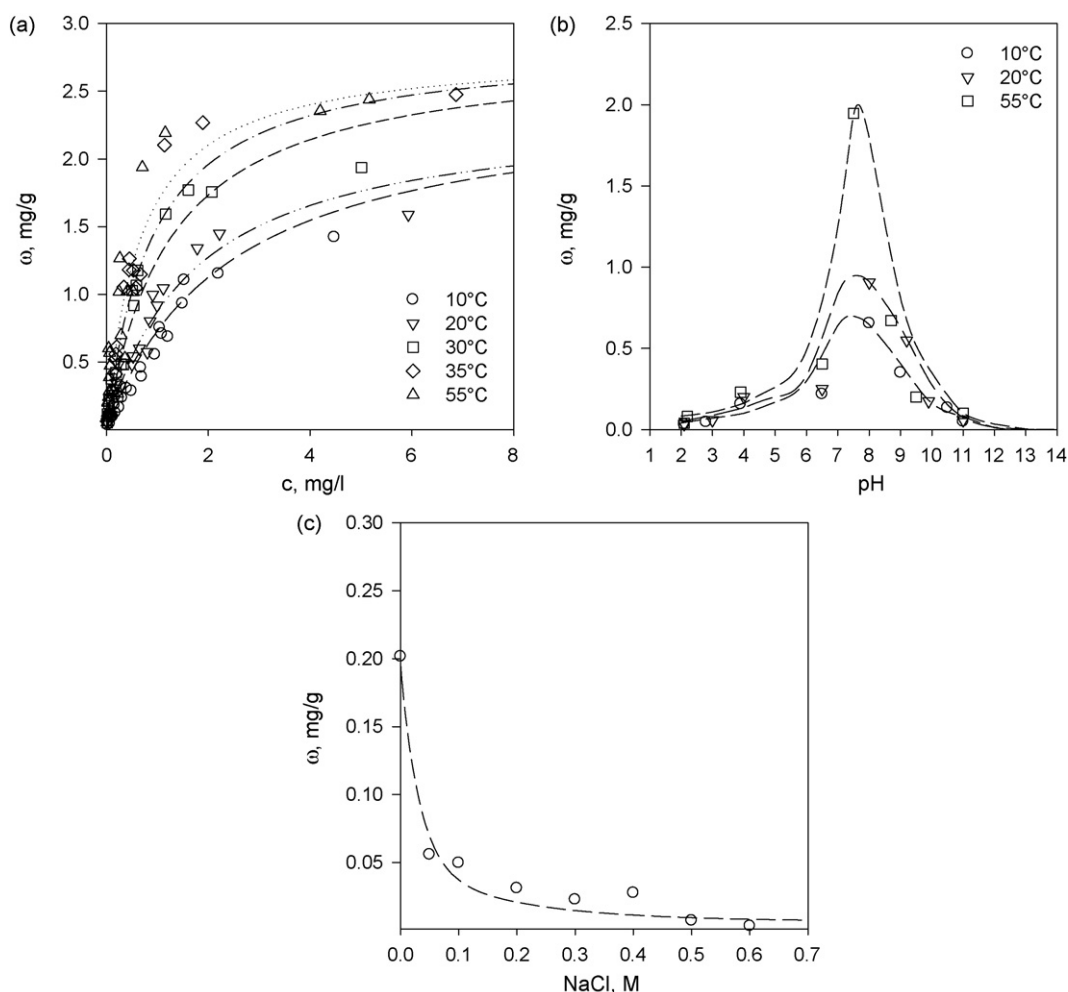 (a)
3.0
2.5
2.0
1.5
1.0
0.5
0.0
ω, mg/g
0 2 4 6 8
c, mg/l
10°C
20°C
30°C
35°C
55°C
(b)
2.5
2.0
1.5
1.0
0.5
0.0
ω, mg/g
1 2 3 4 5 6 7 8 9 10 11 12 13 14
pH
10°C
20°C
55°C
(c)
0.30
0.25
0.20
0.15
0.10
0.05
ω, mg/g
0.0 0.1 0.2 0.3 0.4 0.5 0.6 0.7
NaCl, M